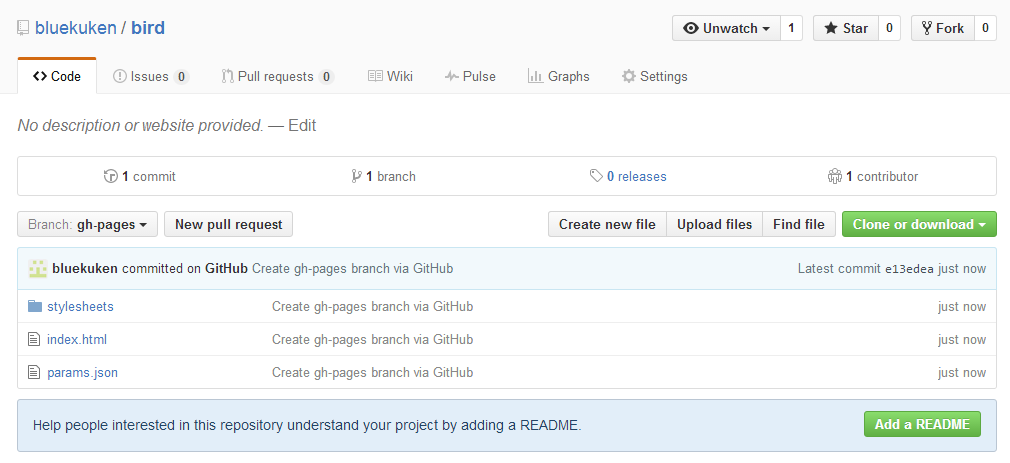 bluekuken / bird Unwatch 1 Star 0 Fork 0
Code Issues 0 Pull requests 0 Wiki Pulse Graphs Settings
No description or website provided. — Edit
1 commit 1 branch 0 releases 1 contributor
Branch: gh-pages New pull request Create new file Upload files Find file Clone or download
bluekuken committed on GitHub Create gh-pages branch via GitHub Latest commit e13edea just now
stylesheets Create gh-pages branch via GitHub just now
index.html Create gh-pages branch via GitHub just now
params.json Create gh-pages branch via GitHub just now
Help people interested in this repository understand your project by adding a README. Add a README